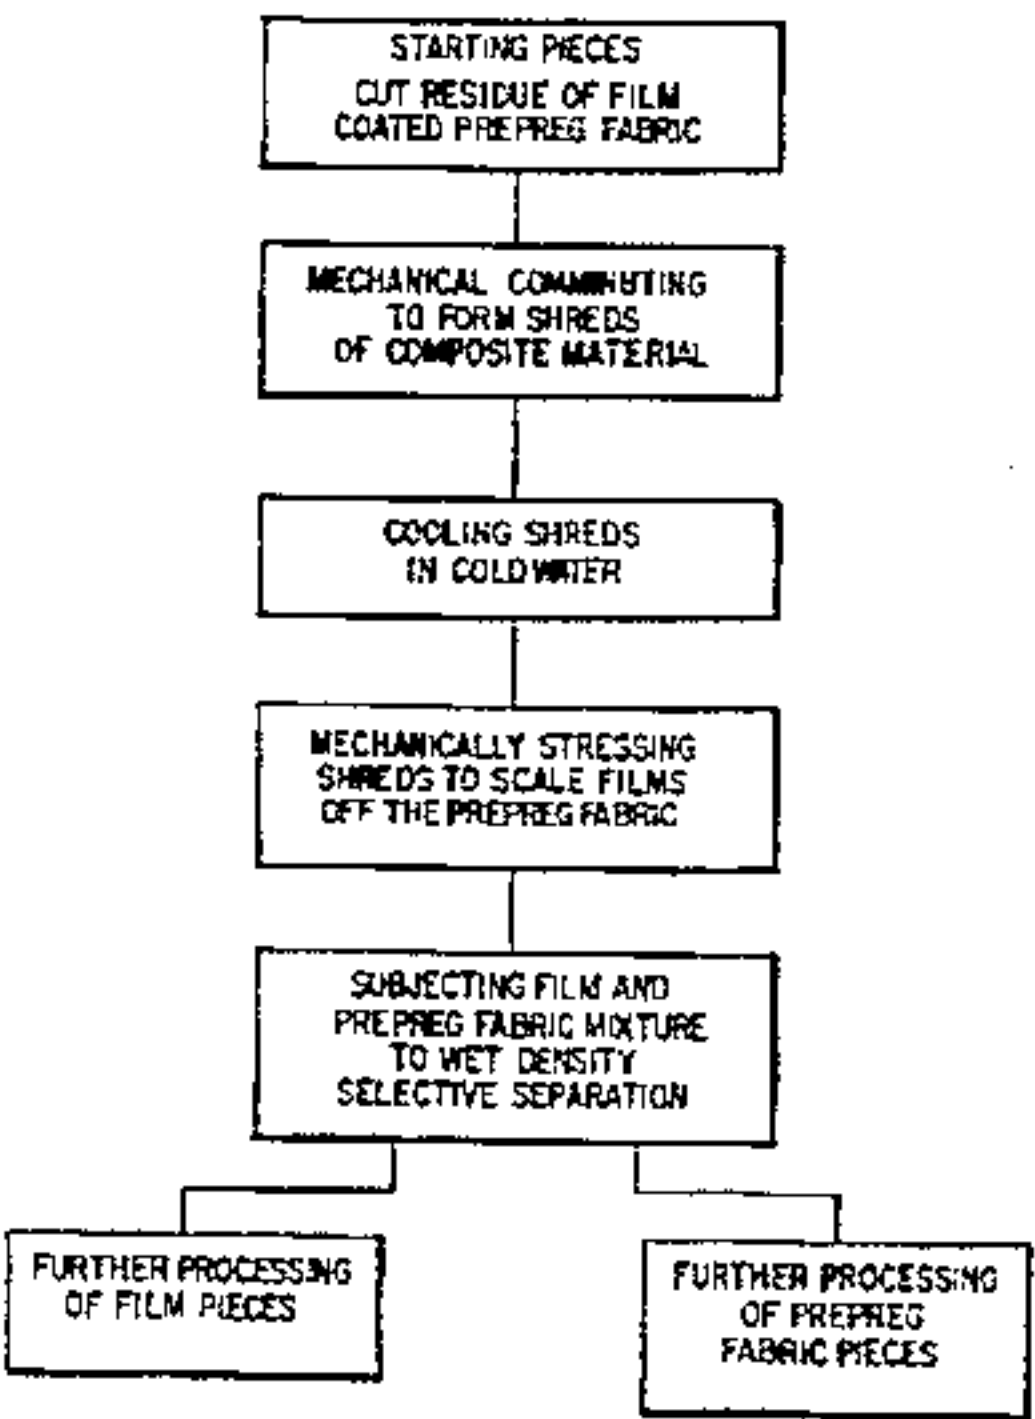 STARTING PIECES
CUT RESIDUE OF FILM
COATED PREPREG FABRIC
MECHANICAL COMMINUTING
TO FORM SHREDS
OF COMPOSITE MATERIAL
COOLING SHREDS
IN COLD WATER
MECHANICALLY STRESSING
SHREDS TO SCALE FILMS
OFF THE PREPREG FABRIC
SUBJECTING FILM AND
PREPREG FABRIC MIXTURE
TO WET DENSITY
SELECTIVE SEPARATION
FURTHER PROCESSING
OF FILM PIECES
FURTHER PROCESSING
OF PREPREG
FABRIC PIECES